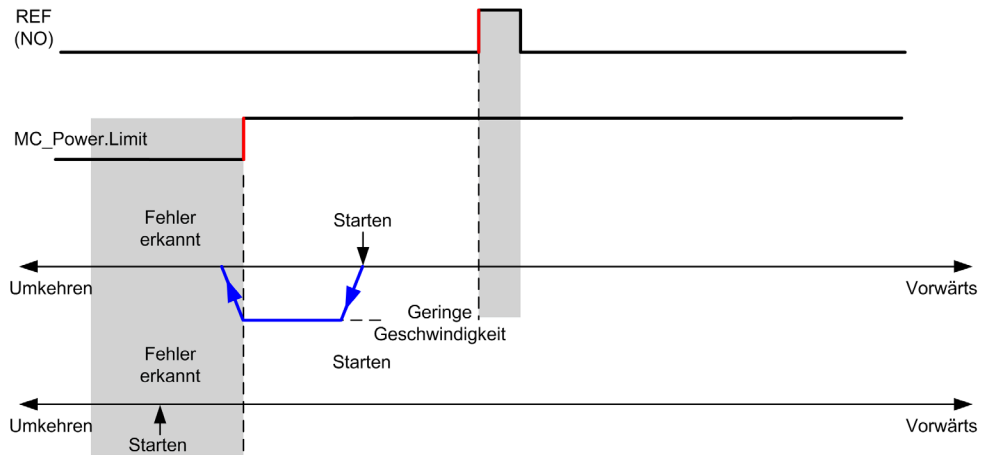 REF
(NO)
MC_Power.Limit
Fehler
erkannt
Starten
Umkehren
Vorwärts
Geringe
Geschwindigkeit
Fehler
erkannt
Starten
Umkehren
Vorwärts
Starten